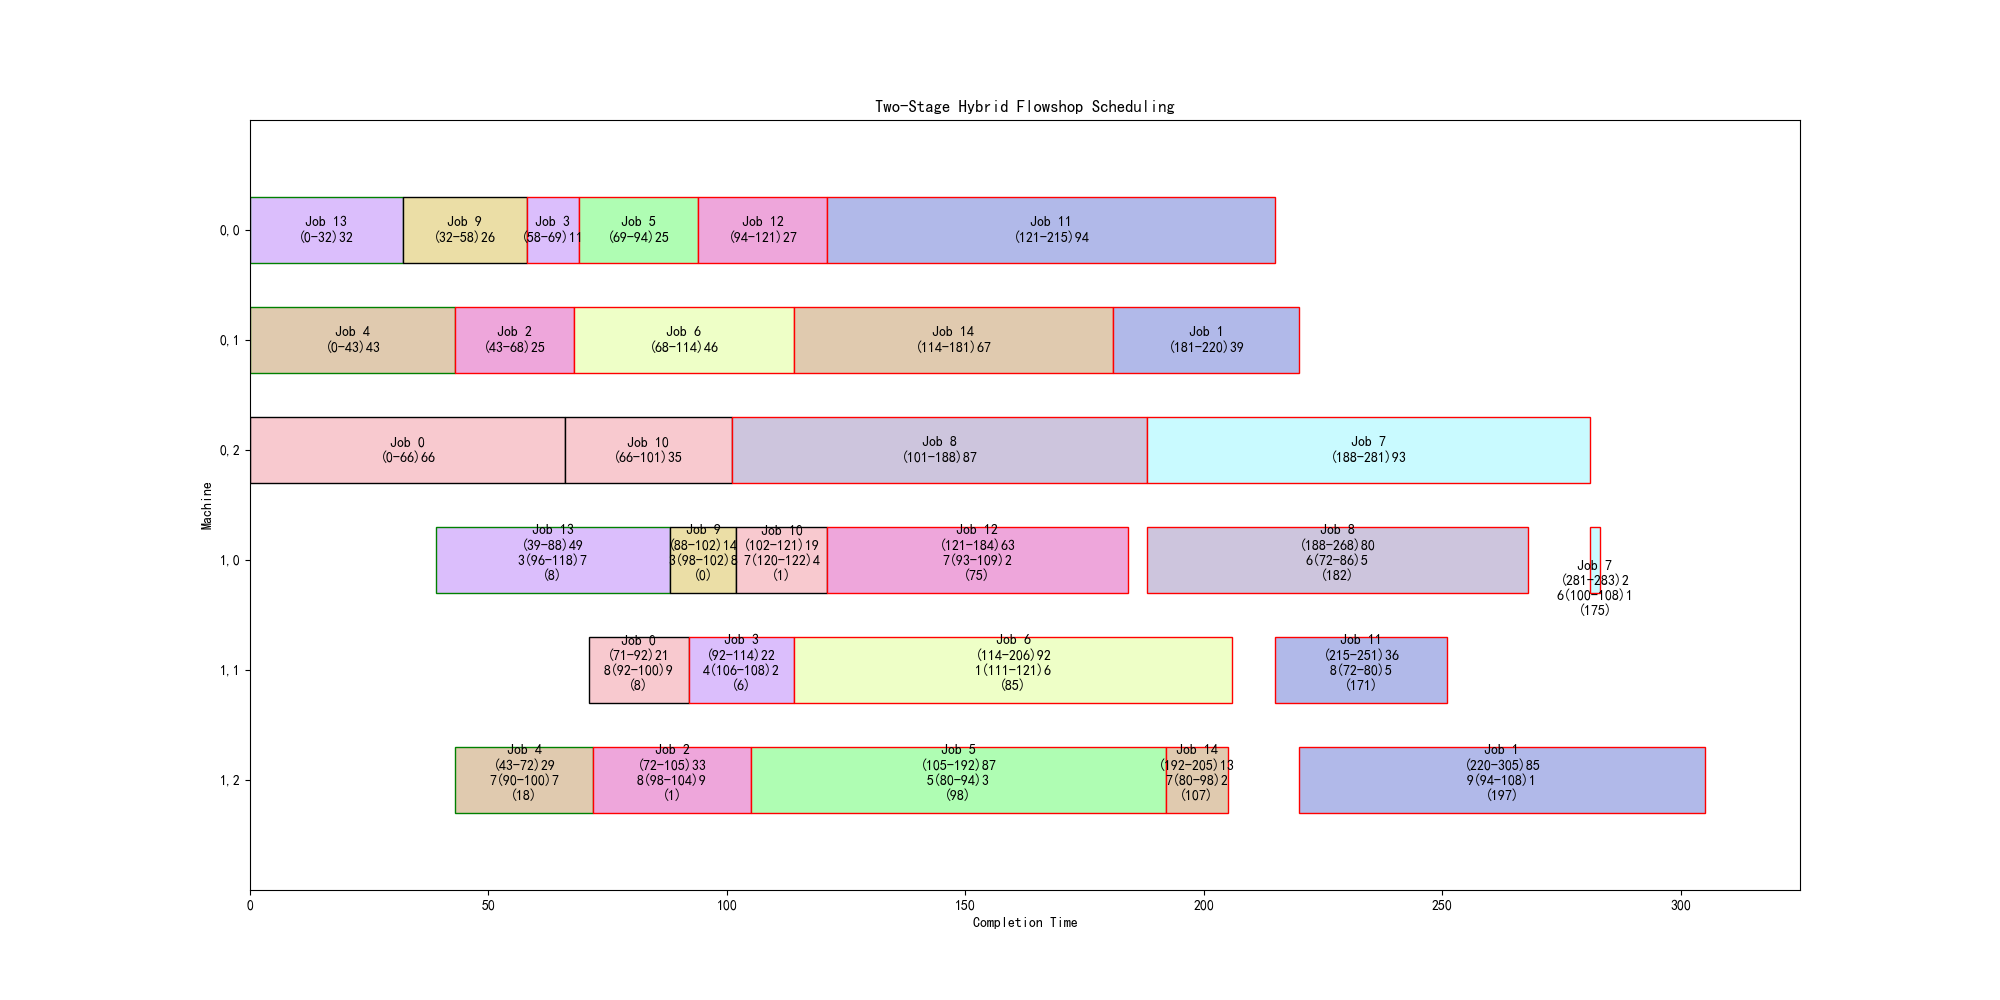 Two-Stage Hybrid Flowshop Scheduling
0,0
Job 13
(0-32)32
Job 9
(32-58)26
Job 3
(58-69)11
Job 5
(69-94)25
Job 12
(94-121)27
Job 11
(121-215)94
0,1
Job 4
(0-43)43
Job 2
(43-68)25
Job 6
(68-114)46
Job 14
(114-181)67
Job 1
(181-220)39
0,2
Job 0
(0-66)66
Job 10
(66-101)35
Job 8
(101-188)87
Job 7
(188-281)93
Machine
1,0
Job 13
(39-88)49
3(96-118)7
(8)
Job 9
(88-102)14
3(98-102)8
(0)
Job 10
(102-121)19
7(120-122)4
(1)
Job 12
(121-184)63
7(93-109)2
(75)
Job 8
(188-268)80
6(72-86)5
(182)
Job 7
(281-283)2
6(100-108)1
(175)
1,1
Job 0
(71-92)21
8(92-100)9
(8)
Job 3
(92-114)22
4(106-108)2
(6)
Job 6
(114-206)92
1(111-121)6
(85)
Job 11
(215-251)36
8(72-80)5
(171)
1,2
Job 4
(43-72)29
7(90-100)7
(18)
Job 2
(72-105)33
8(98-104)9
(1)
Job 5
(105-192)87
5(80-94)3
(98)
Job 14
(192-205)13
7(80-98)2
(107)
Job 1
(220-305)85
9(94-108)1
(197)
0
50
100
150
200
250
300
Completion Time